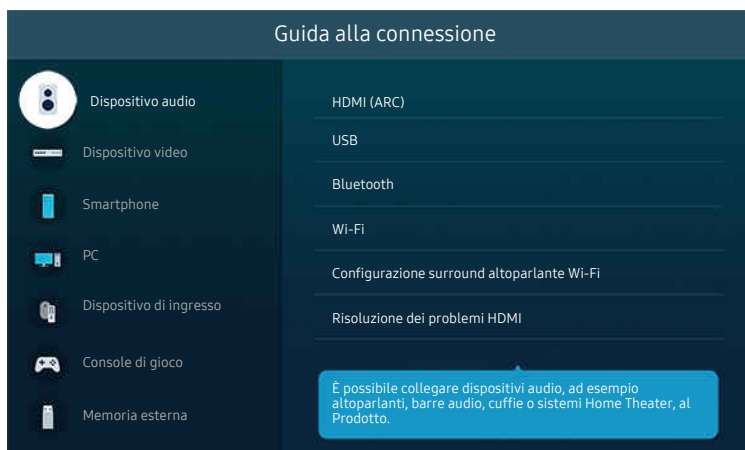 Guida alla connessione
Dispositivo audio
Dispositivo video
Smartphone
PC
Dispositivo di ingresso
Console di gioco
Memoria esterna
HDMI (ARC)
USB
Bluetooth
Wi-Fi
Configurazione surround altoparlante Wi-Fi
Risoluzione dei problemi HDMI
È possibile collegare dispositivi audio, ad esempio
altoparlanti, barre audio, cuffie o sistemi Home Theater, al
Prodotto.